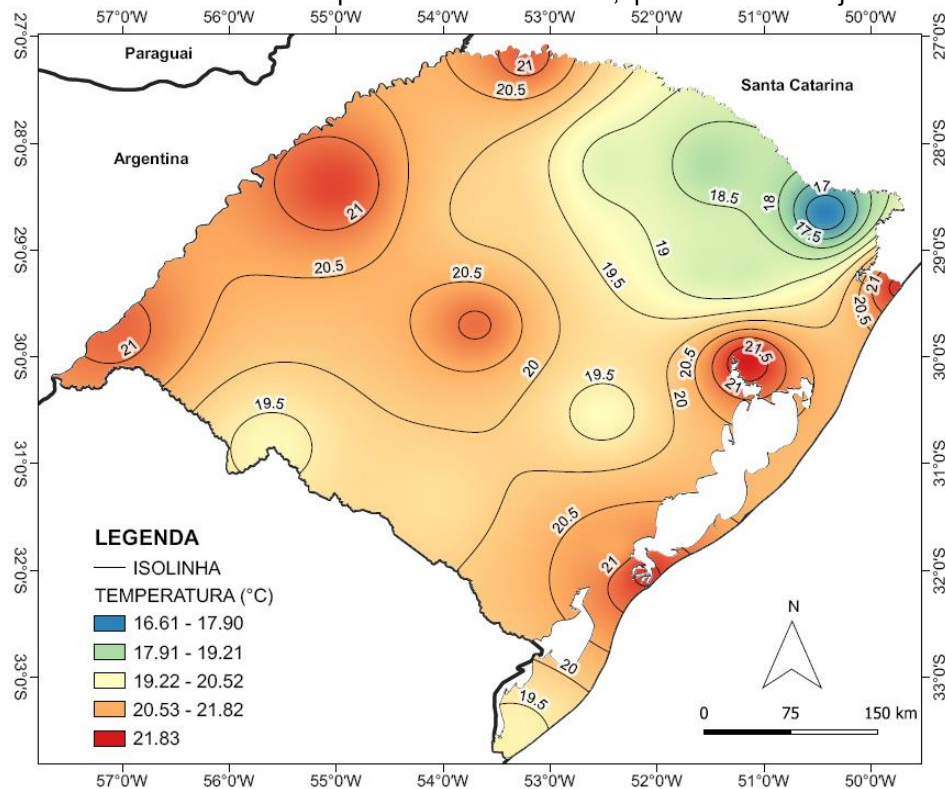 57°0'W 56°0'W 55°0'W 54°0'W 53°0'W 52°0'W 51°0'W 50°0'W
27°0'S 27°0'S
Paraguai
21
20.5
Santa Catarina
28°0'S 28°0'S
Argentina
21
18.5
18
17
17.5
29°0'S 29°0'S
20.5
20.5
19.5
19
21
20.5
30°0'S 30°0'S
21
20
20.5
21.5
21
19.5
19.5
20
31°0'S 31°0'S
20.5
21
32°0'S 32°0'S
LEGENDA
ISOLINHA
TEMPERATURA (°C)
16.61 - 17.90
17.91 - 19.21
19.22 - 20.52
20.53 - 21.82
21.83
20
19.5
N
0 75 150 km
33°0'S 33°0'S
57°0'W 56°0'W 55°0'W 54°0'W 53°0'W 52°0'W 51°0'W 50°0'W